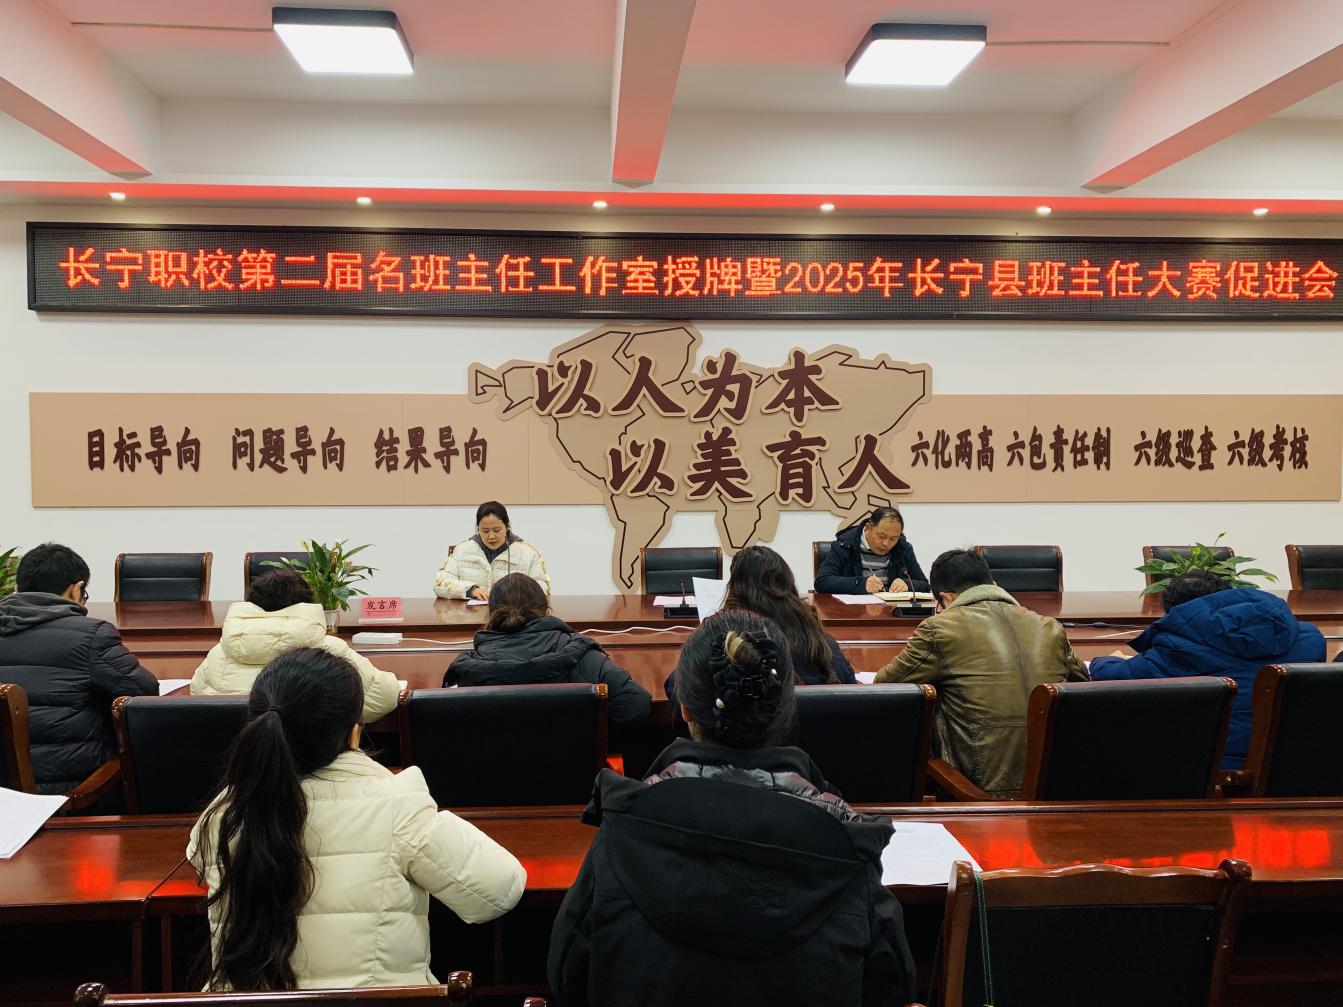 长宁职校第二届名班主任工作室授牌暨2025年长宁县班主任大赛促进会
以人为本
以美育人
目标导向 问题导向 结果导向
六化两高 六包责任制 六级巡查 六级考核
发言席